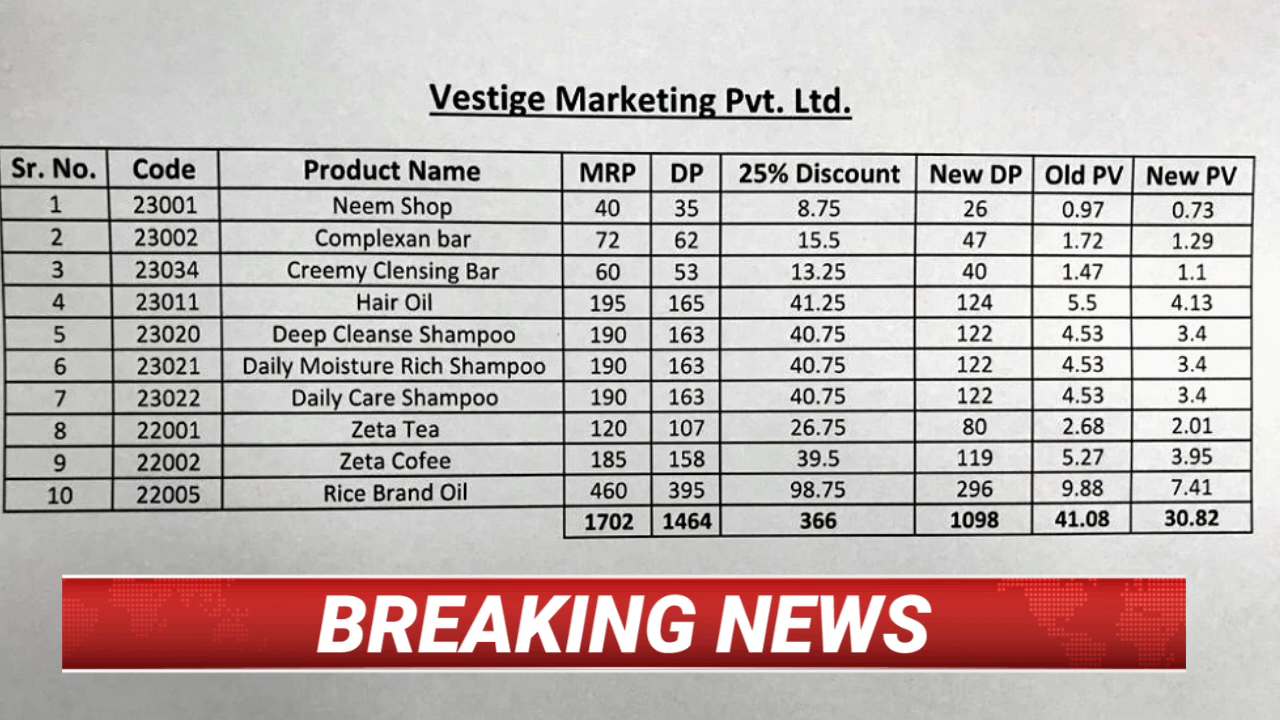 Vestige Marketing Pvt. Ltd.
Sr. No. Code Product Name MRP DP 25% Discount New DP Old PV New PV
1 23001 Neem Shop 40 35 8.75 26 0.97 0.73
2 23002 Complexan bar 72 62 15.5 47 1.72 1.29
3 23034 Creemy Clensing Bar 60 53 13.25 40 1.47 1.1
4 23011 Hair Oil 195 165 41.25 124 5.5 4.13
5 23020 Deep Cleanse Shampoo 190 163 40.75 122 4.53 3.4
6 23021 Daily Moisture Rich Shampoo 190 163 40.75 122 4.53 3.4
7 23022 Daily Care Shampoo 190 163 40.75 122 4.53 3.4
8 22001 Zeta Tea 120 107 26.75 80 2.68 2.01
9 22002 Zeta Cofee 185 158 39.5 119 5.27 3.95
10 22005 Rice Brand Oil 460 395 98.75 296 9.88 7.41
1702 1464 366 1098 41.08 30.82
BREAKING NEWS